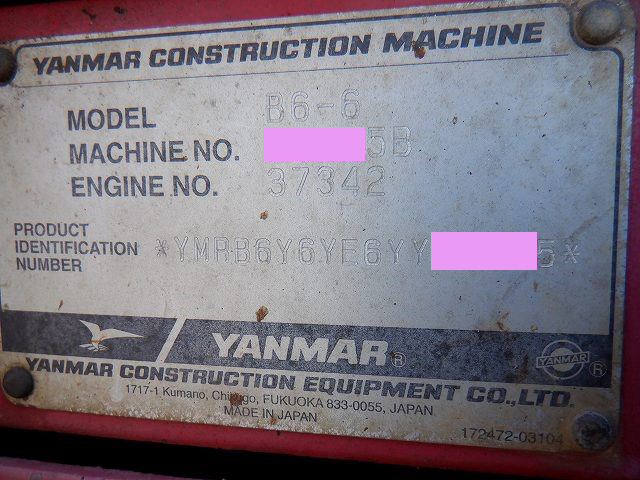 YANMAR CONSTRUCTION MACHINE
MODEL B6-6
MACHINE NO. 5B
ENGINE NO. 37342
PRODUCT
IDENTIFICATION
NUMBER
*YMRB6Y6YE6YY 5*
YANMAR®
YANMAR ®
YANMAR CONSTRUCTION EQUIPMENT CO.,LTD.
1717-1 Kumano, FUKUOKA 833-0055, JAPAN
MADE IN JAPAN
172472-03104